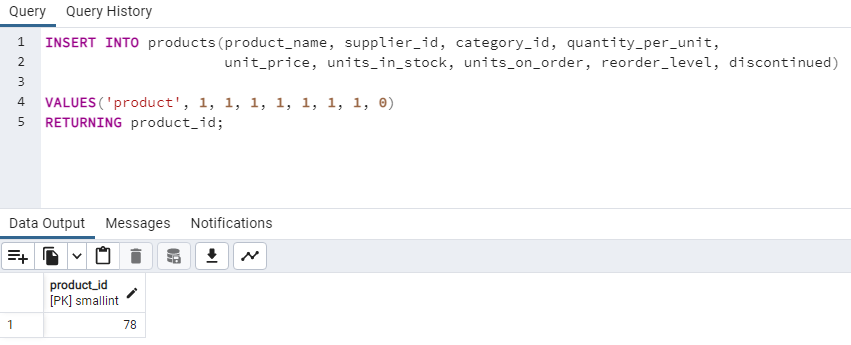 Query Query History
1 INSERT INTO products(product_name, supplier_id, category_id, quantity_per_unit,
2 unit_price, units_in_stock, units_on_order, reorder_level, discontinued)
3
4 VALUES('product', 1, 1, 1, 1, 1, 1, 1, 0)
5 RETURNING product_id;
Data Output Messages Notifications
product_id
[PK] smallint
1 78